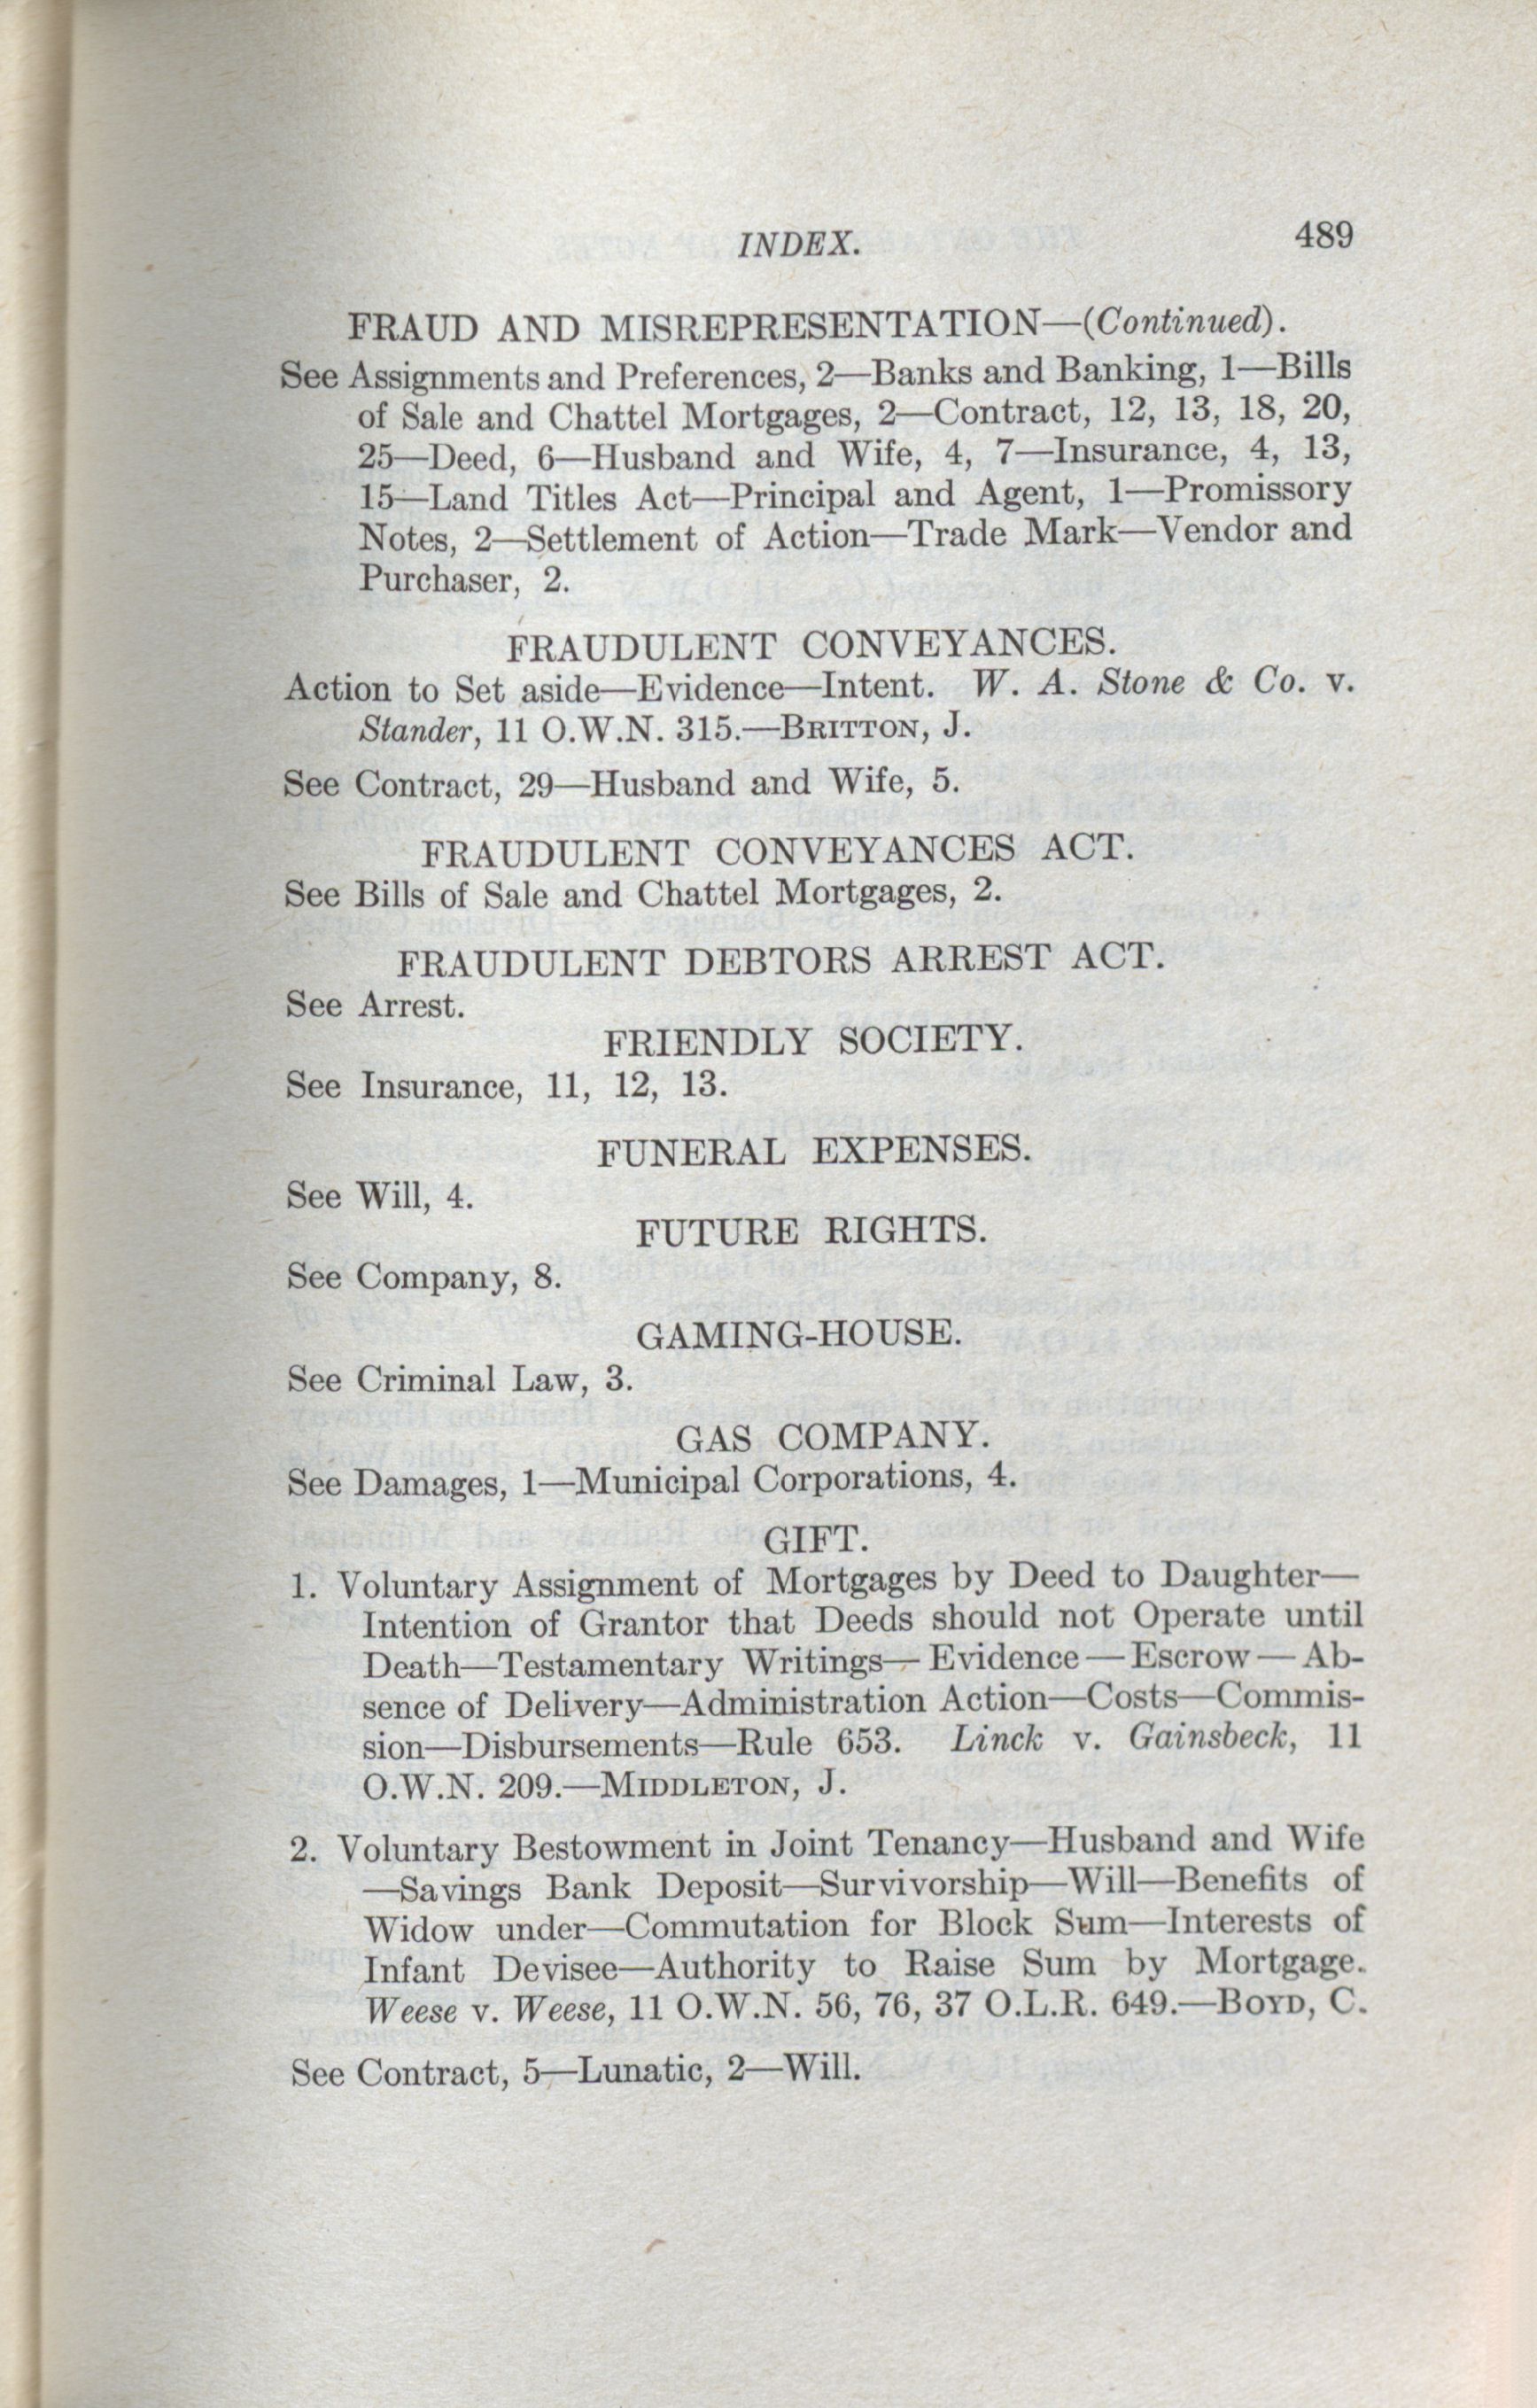 INDEX. 489
FRAUD AND MISREPRESENTATION—(Continued).
See Assignments and Preferences, 2—Banks and Banking, 1—Bills
of Sale and Chattel Mortgages, 2—Contract, 12, 13, 18, 20,
25—Deed, 6—Husband and Wife, 4, 7—Insurance, 4, 13,
15—Land Titles Act—Principal and Agent, 1—Promissory
Notes, 2—Settlement of Action—Trade Mark—Vendor and
Purchaser, 2.
FRAUDULENT CONVEYANCES.
Action to Set aside—Evidence—Intent. W. A. Stone & Co. v.
Stander, 11 O.W.N. 315.—BRITTON, J.
See Contract, 29—Husband and Wife, 5.
FRAUDULENT CONVEYANCES ACT.
See Bills of Sale and Chattel Mortgages, 2.
FRAUDULENT DEBTORS ARREST ACT.
See Arrest.
FRIENDLY SOCIETY.
See Insurance, 11, 12, 13.
FUNERAL EXPENSES.
See Will, 4.
FUTURE RIGHTS.
See Company, 8.
GAMING-HOUSE.
See Criminal Law, 3.
GAS COMPANY.
See Damages, 1—Municipal Corporations, 4.
GIFT.
1. Voluntary Assignment of Mortgages by Deed to Daughter—
Intention of Grantor that Deeds should not Operate until
Death—Testamentary Writings—Evidence—Escrow—Ab-
sence of Delivery—Administration Action—Costs—Commis-
sion—Disbursements—Rule 653. Linck v. Gainsbeck, 11
O.W.N. 209.—MIDDLETON, J.
2. Voluntary Bestowment in Joint Tenancy—Husband and Wife
—Savings Bank Deposit—Survivorship—Will—Benefits of
Widow under—Commutation for Block Sum—Interests of
Infant Devisee—Authority to Raise Sum by Mortgage.
Weese v. Weese, 11 O.W.N. 56, 76, 37 O.L.R. 649.—BOYD, C.
See Contract, 5—Lunatic, 2—Will.